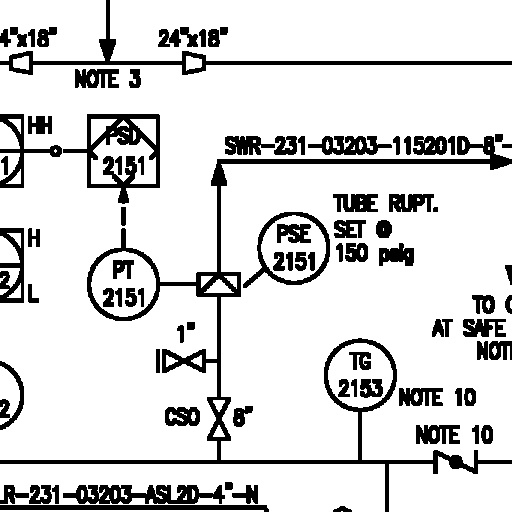 4"x18"
24"x18"
NOTE 3
HH
PSD
2151
1
SWR-231-03203-115201D-8"-
TUBE RUPT.
SET @
150 psig
PSE
2151
H
2
L
PT
2151
TO
AT SAFE
NOTE
1"
TG
2153
NOTE 10
2
CSO
8"
NOTE 10
LR-231-03203-ASL2D-4"-N